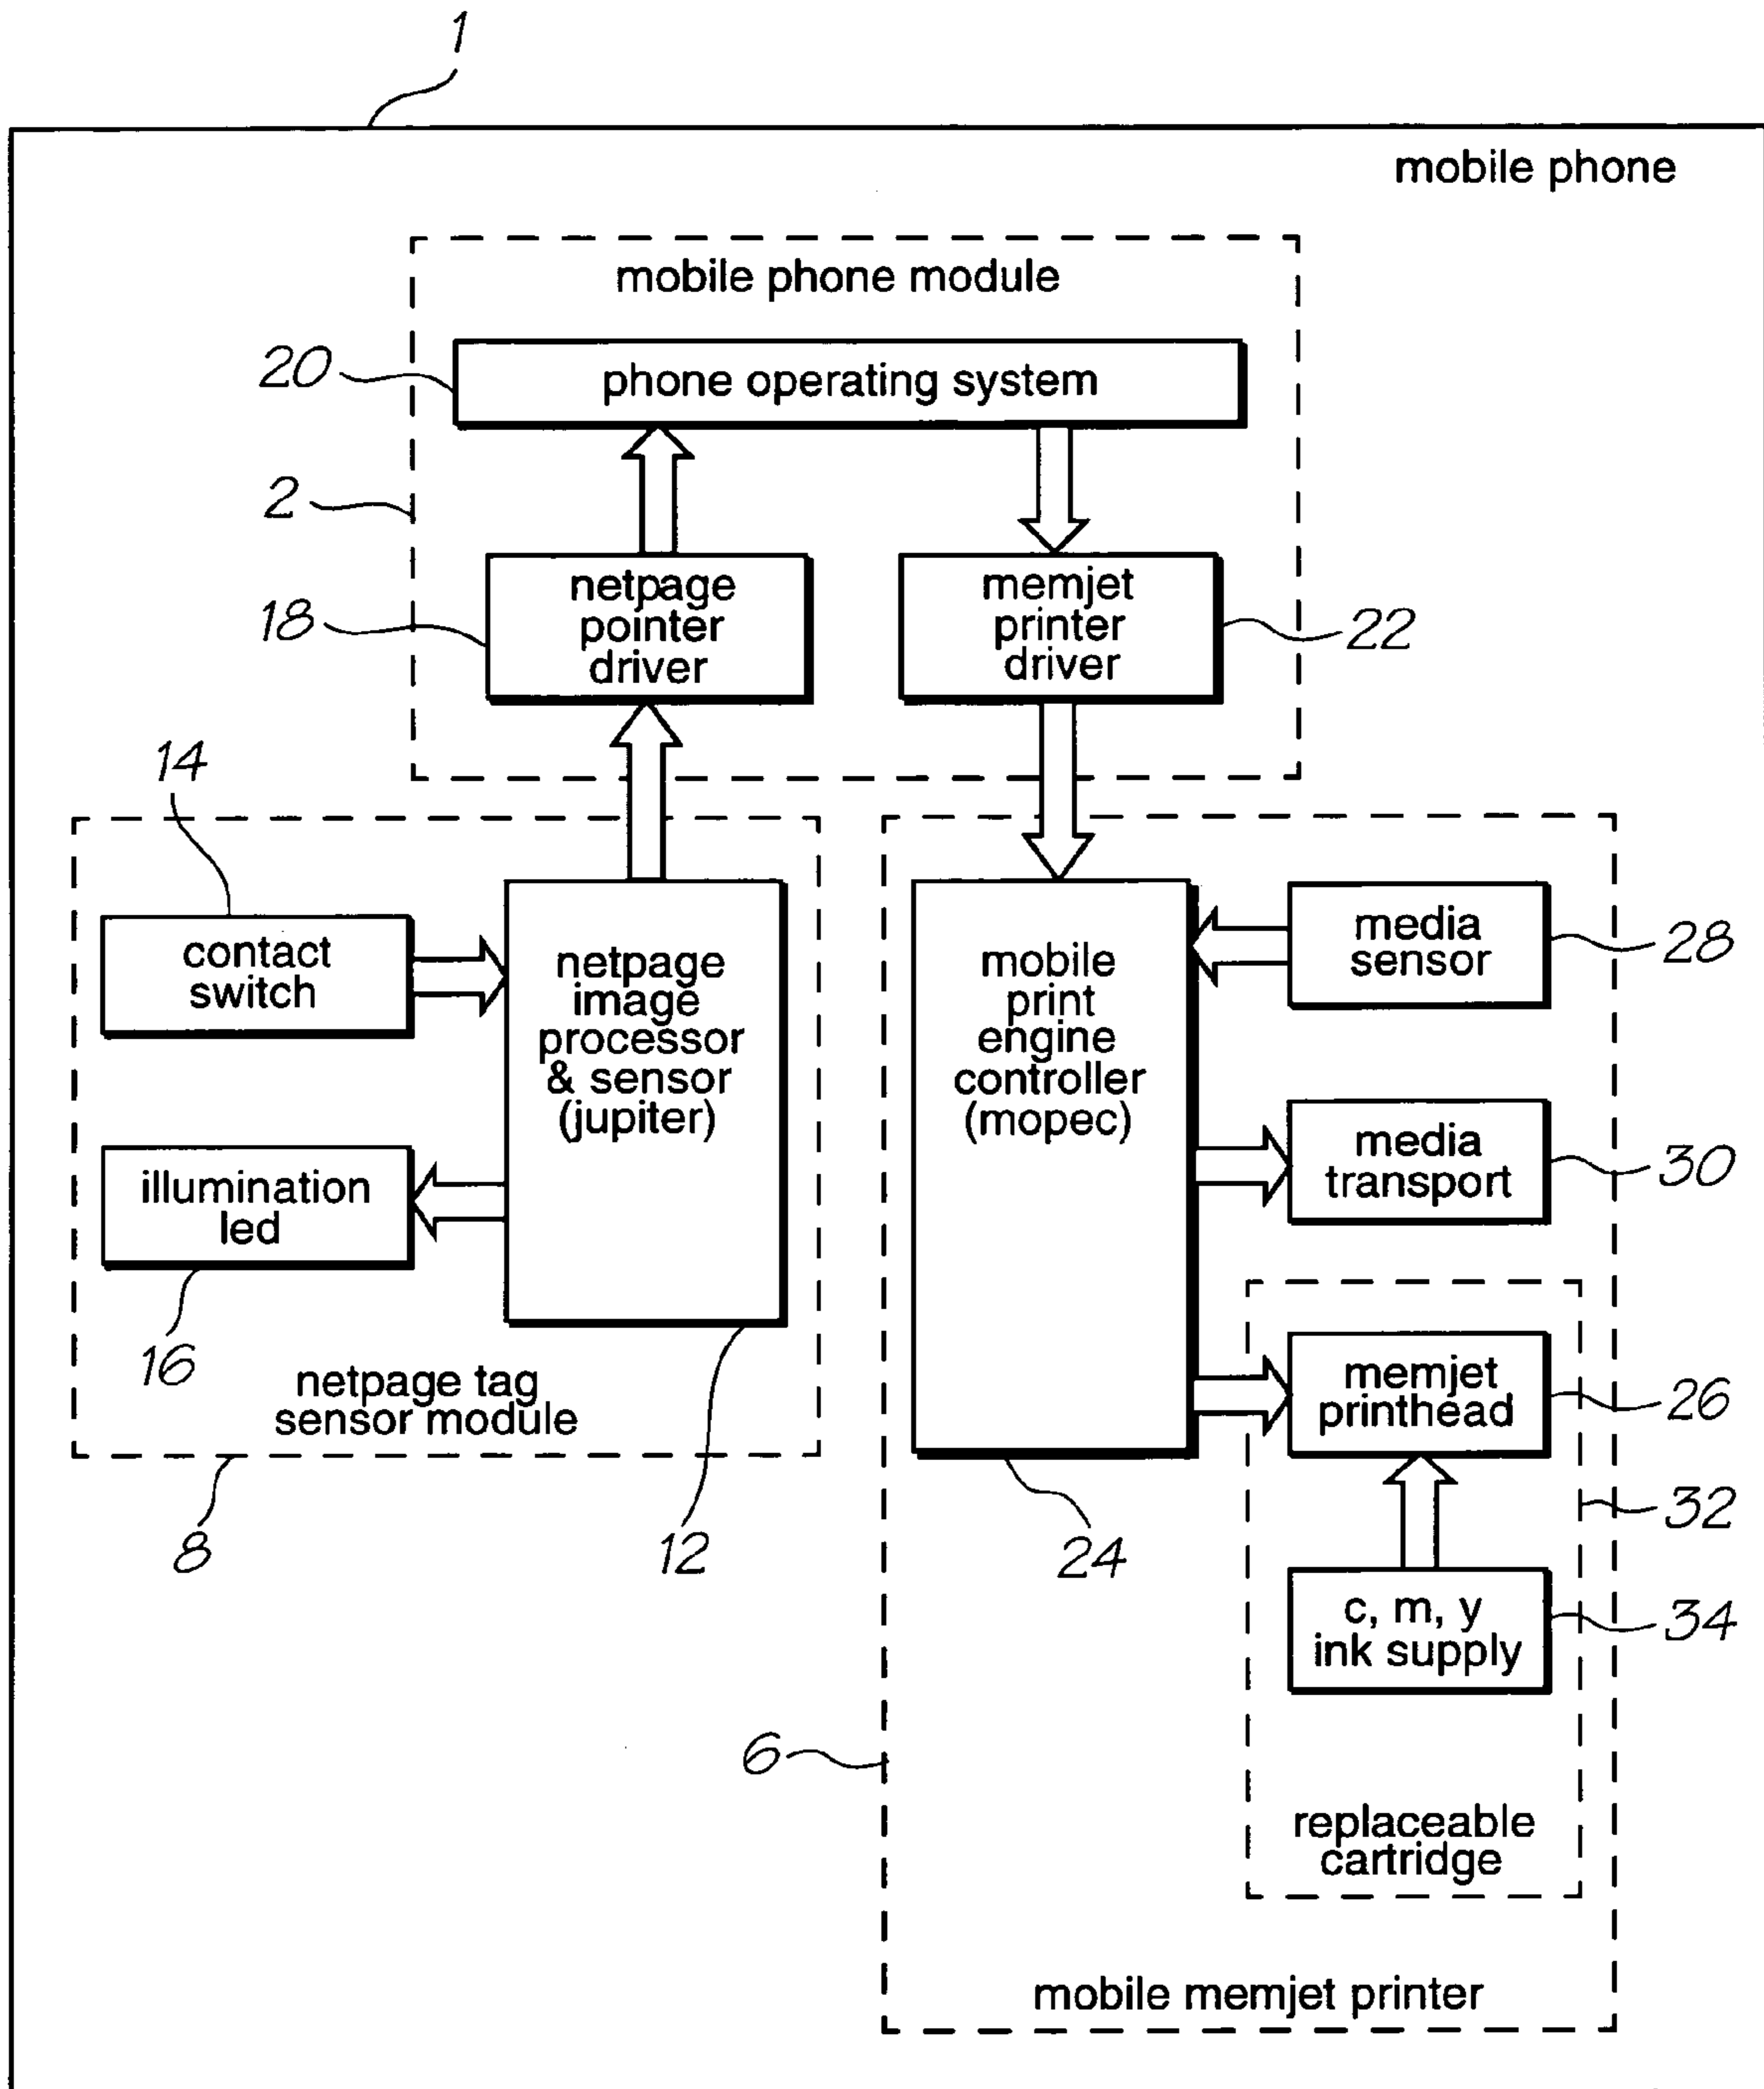 1
mobile phone
mobile phone module
20
phone operating system
2
18
netpage
pointer
driver
memjet
printer
driver
22
14
contact
switch
netpage
image
processor
& sensor
(jupiter)
illumination
led
16
netpage tag
sensor module
8
12
mobile
print
engine
controller
(mopec)
media
sensor
28
media
transport
30
memjet
printhead
26
32
24
c, m, y
ink supply
34
6
replaceable
cartridge
mobile memjet printer